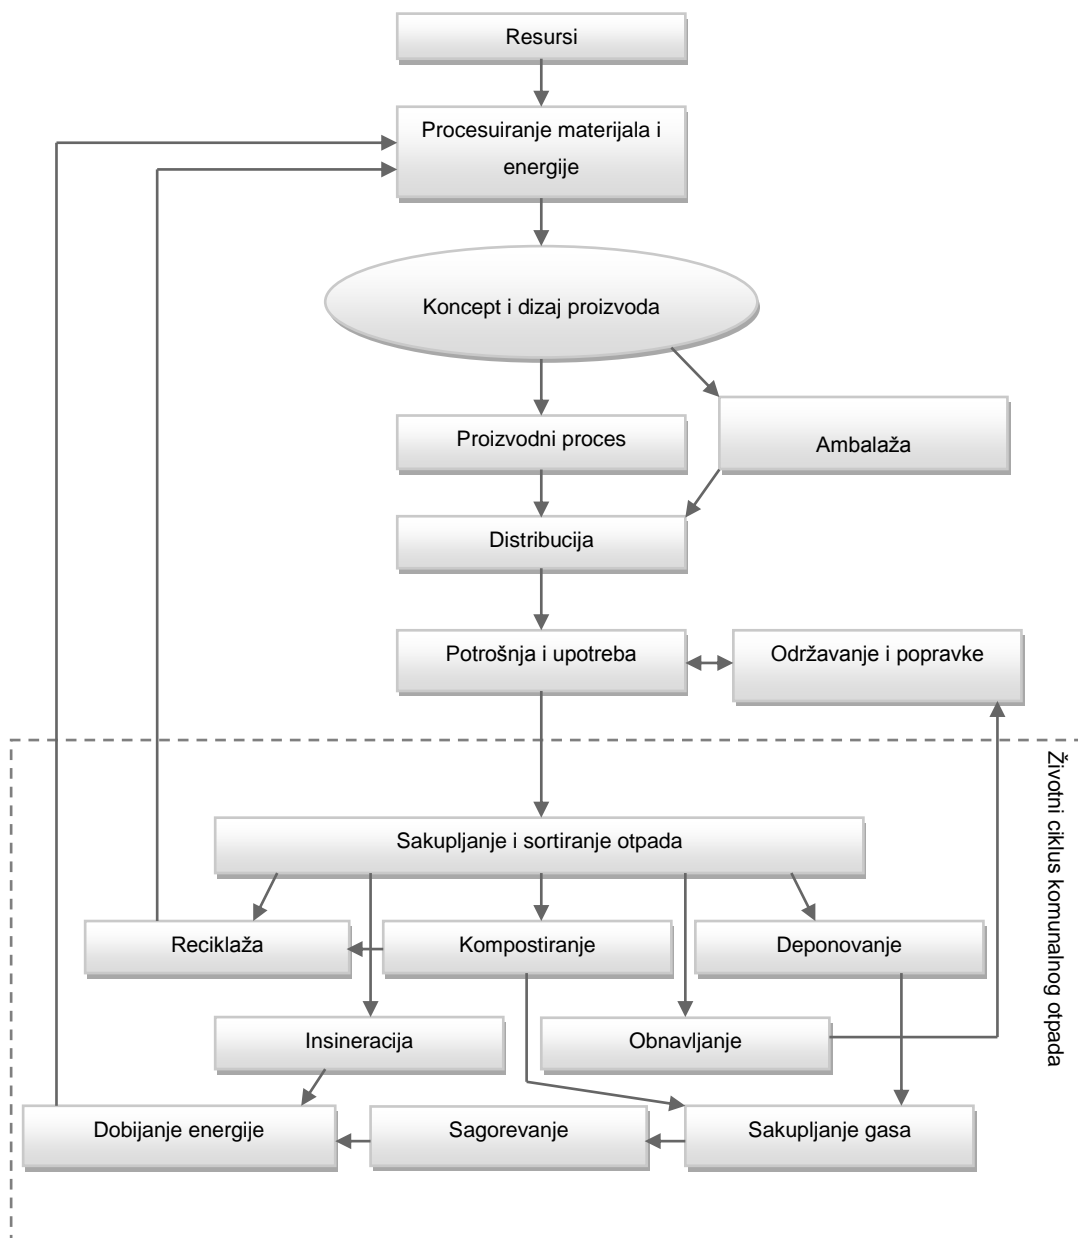 Resursi
Procesuiranje materijala i
energije
Koncept i dizaj proizvoda
Proizvodni proces
Ambalaža
Distribucija
Potrošnja i upotreba
Održavanje i popravke
Životni ciklus komunalnog otpada
Sakupljanje i sortiranje otpada
Reciklaža
Kompostiranje
Deponovanje
Insineracija
Obnavljanje
Dobijanje energije
Sagorevanje
Sakupljanje gasa